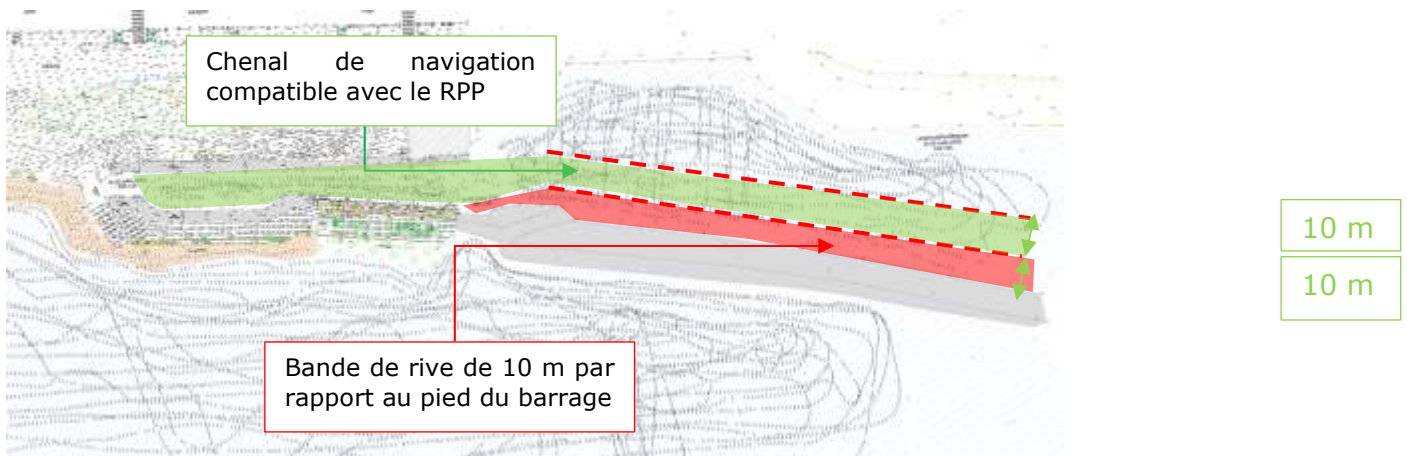 Chenal de navigation
compatible avec le RPP
10 m
10 m
Bande de rive de 10 m par
rapport au pied du barrage